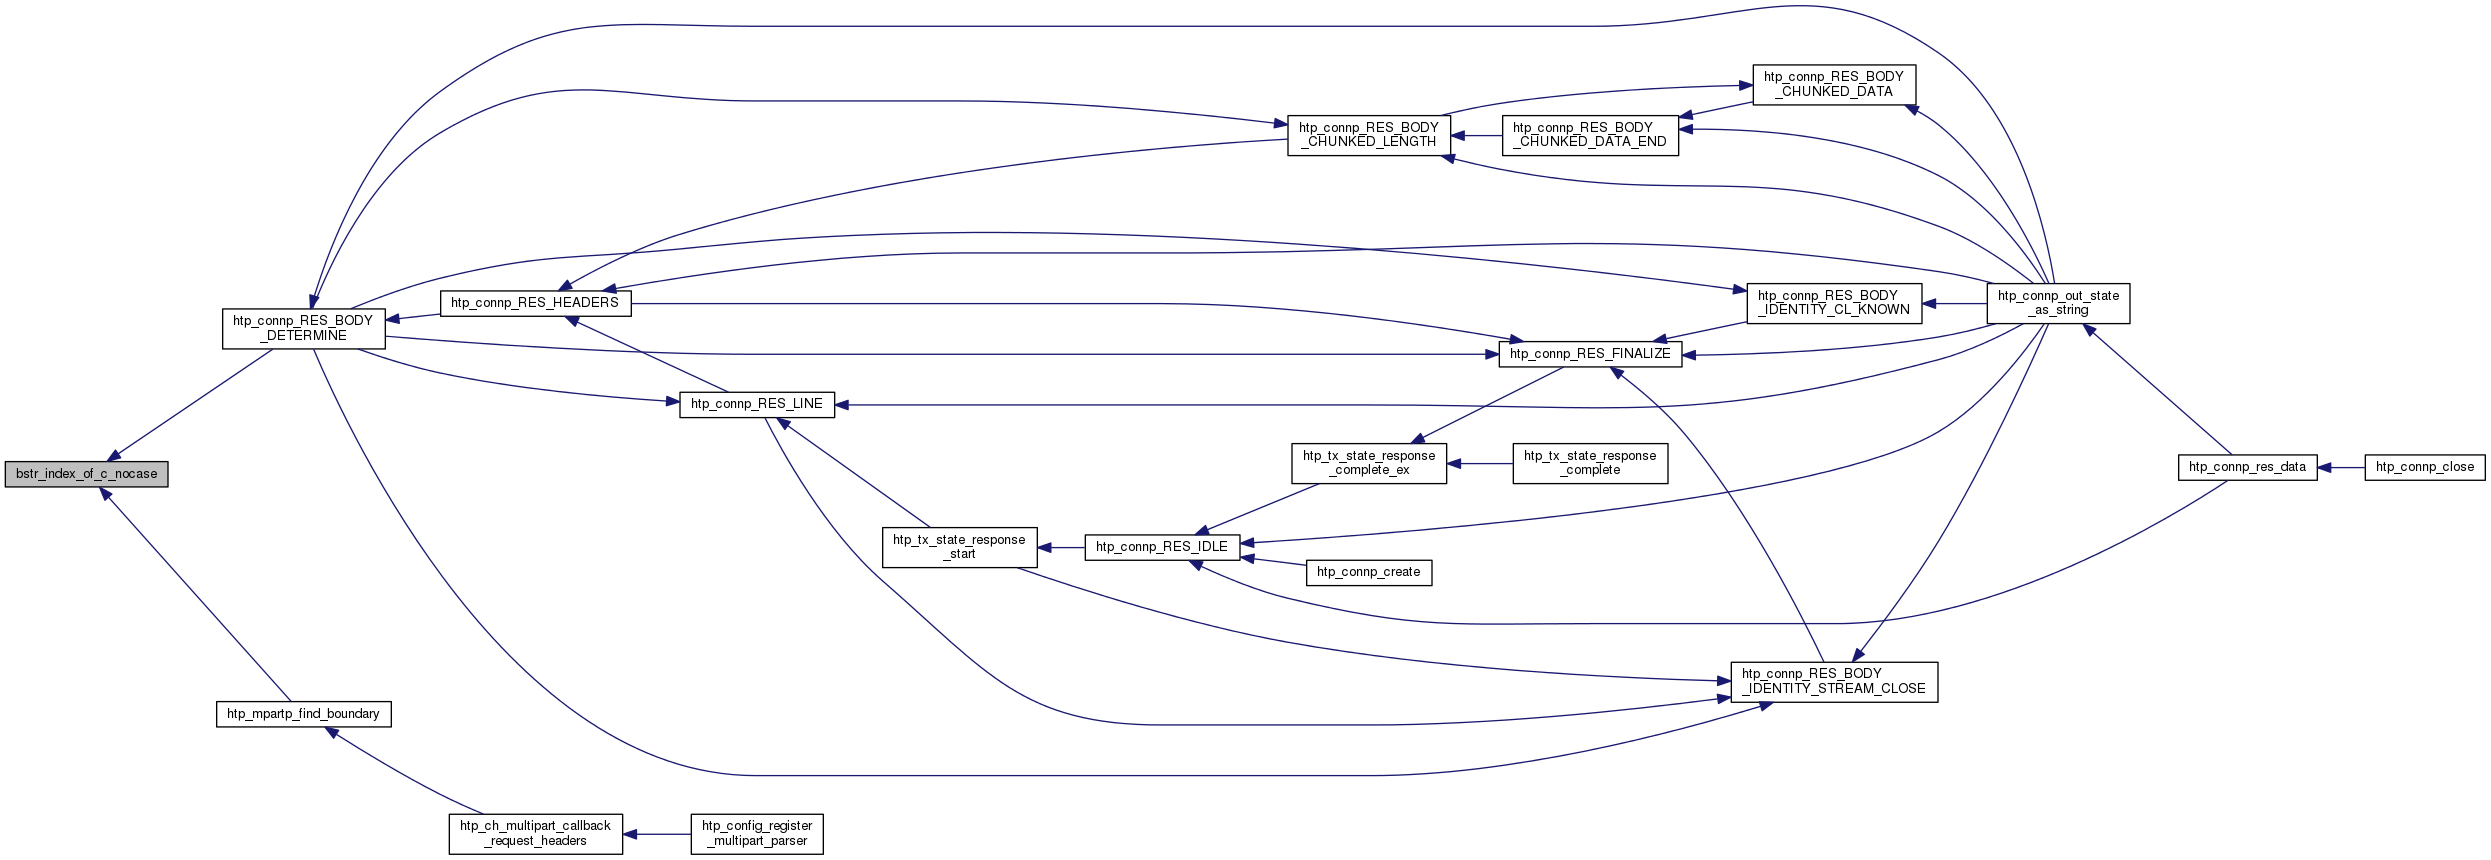 htp_connp_RES_BODY
_CHUNKED_DATA
htp_connp_RES_BODY
_CHUNKED_LENGTH
htp_connp_RES_BODY
_CHUNKED_DATA_END
htp_connp_RES_HEADERS
htp_connp_RES_BODY
_IDENTITY_CL_KNOWN
htp_connp_out_state
_as_string
htp_connp_RES_BODY
_DETERMINE
htp_connp_RES_FINALIZE
htp_connp_RES_LINE
bstr_index_of_c_nocase
htp_tx_state_response
_complete_ex
htp_tx_state_response
_complete
htp_connp_res_data
htp_connp_close
htp_tx_state_response
_start
htp_connp_RES_IDLE
htp_connp_create
htp_connp_RES_BODY
_IDENTITY_STREAM_CLOSE
htp_mpartp_find_boundary
htp_ch_multipart_callback
_request_headers
htp_config_register
_multipart_parser